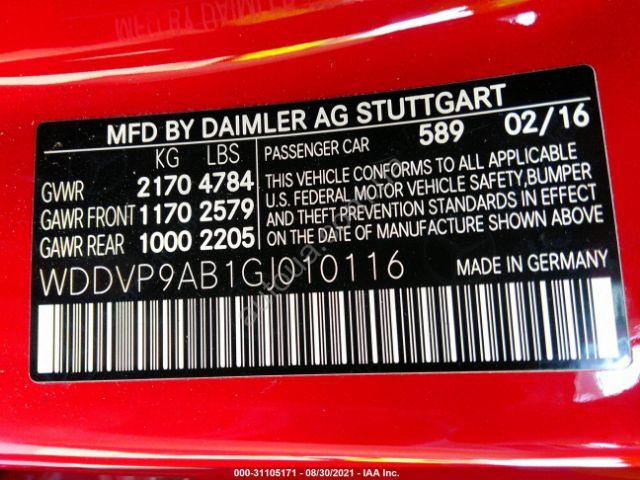 MFD BY DAIMLER AG STUTTGART
KG LBS
PASSENGER CAR 589 02/16
GVWR 2170 4784
GAWR FRONT 1170 2579
GAWR REAR 1000 2205
THIS VEHICLE CONFORMS TO ALL APPLICABLE
U.S. FEDERAL MOTOR VEHICLE SAFETY, BUMPER
AND THEFT PREVENTION STANDARDS IN EFFECT
ON THE DATE OF MANUFACTURE SHOWN ABOVE.
WDDVP9AB1GJ010116
MADE IN GERMANY
000-31105171 - 08/30/2021 - IAA Inc.